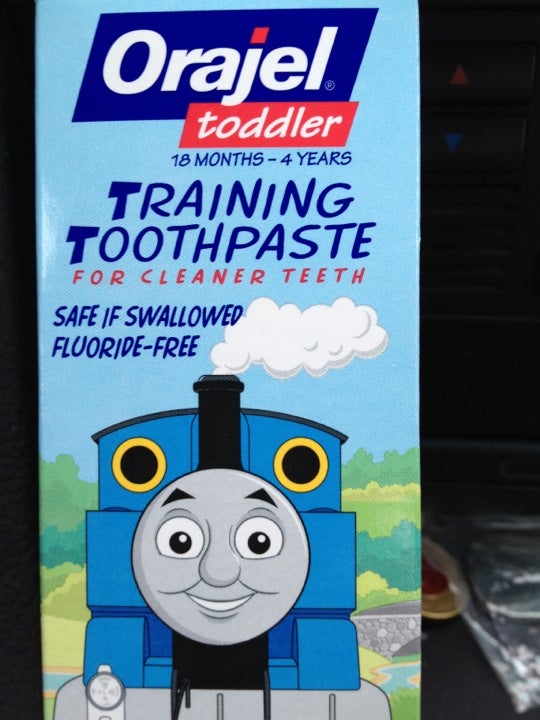 Orajel®
toddler
18 MONTHS – 4 YEARS
TRAINING
TOOTHPASTE
FOR CLEANER TEETH
SAFE IF SWALLOWED
FLUORIDE-FREE